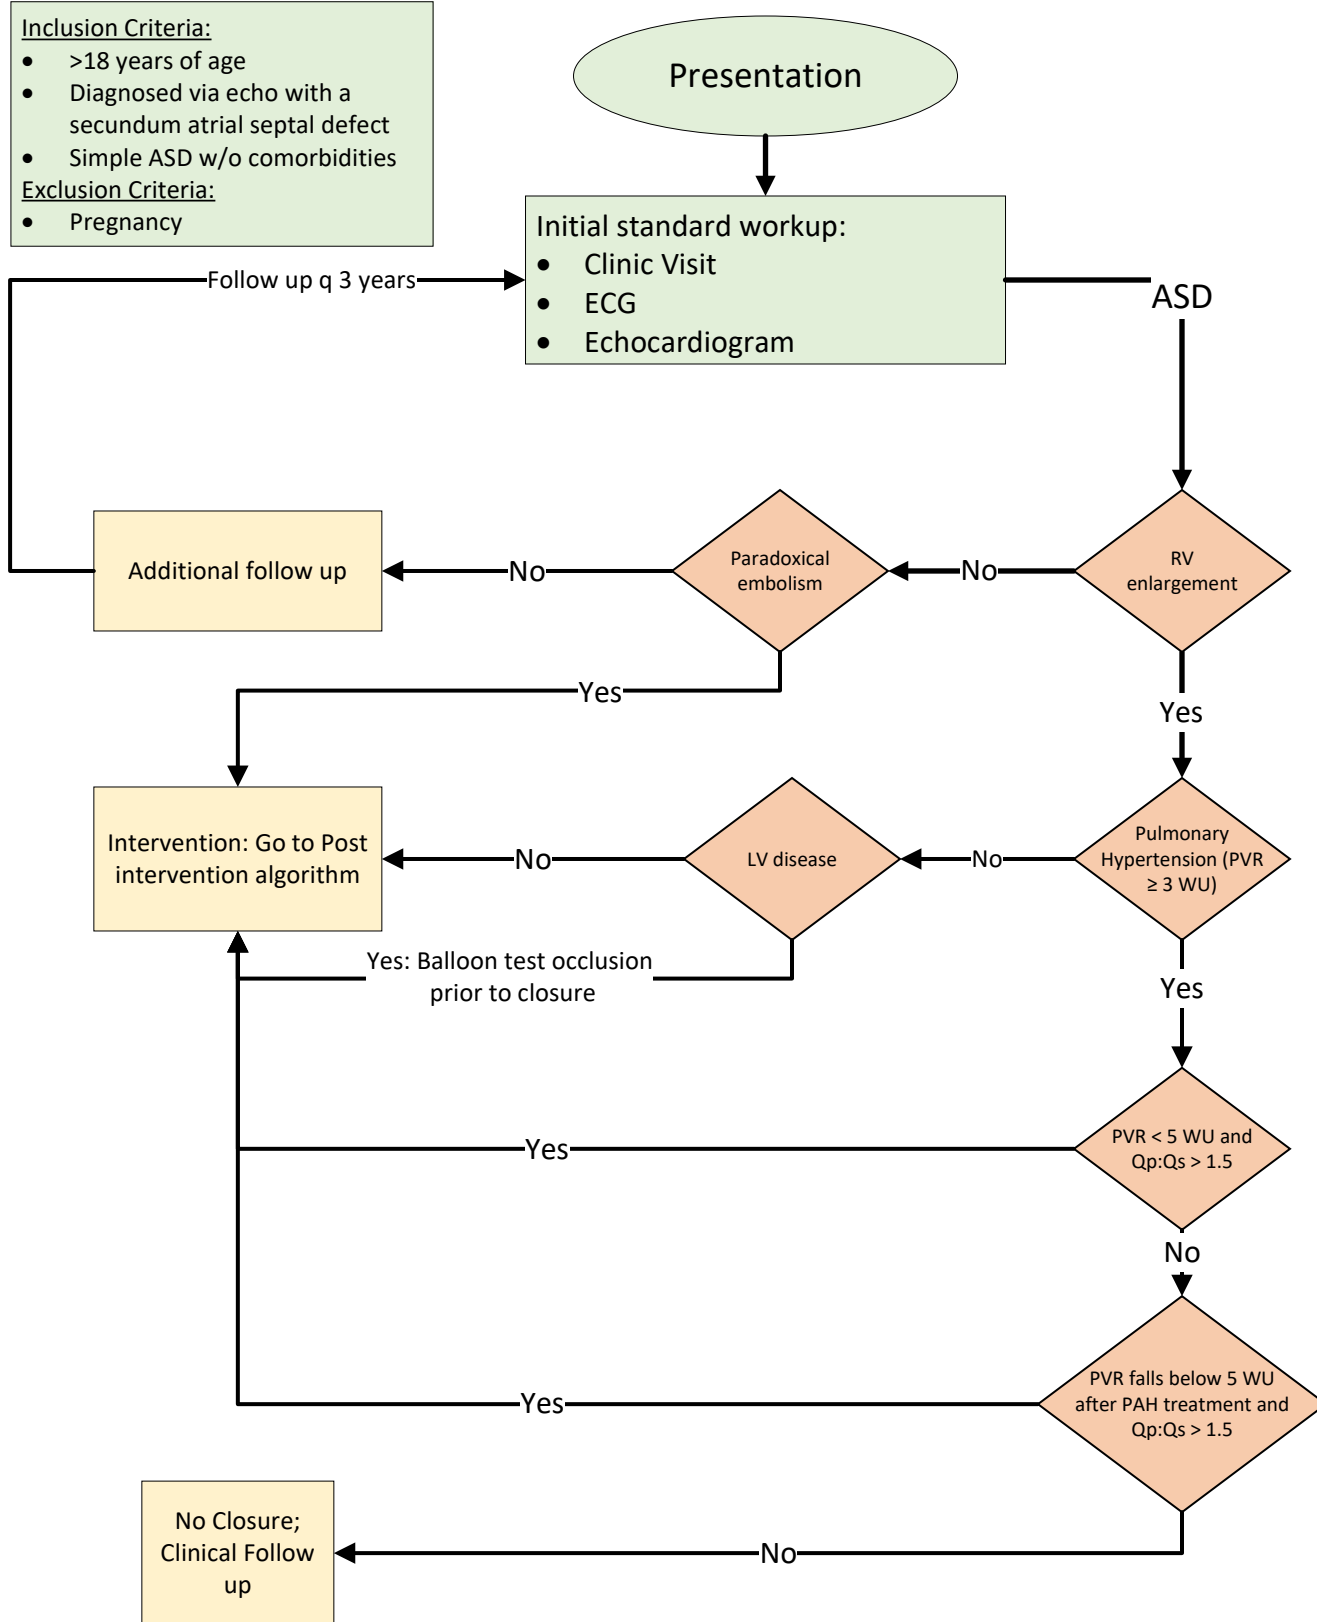 Inclusion Criteria:
• >18 years of age
• Diagnosed via echo with a
secundum atrial septal defect
• Simple ASD w/o comorbidities
Exclusion Criteria:
• Pregnancy
Presentation
Initial standard workup:
• Clinic Visit
• ECG
• Echocardiogram
Follow up q 3 years
ASD
RV
enlargement
No
Paradoxical
embolism
No
Additional follow up
Yes
Yes
Pulmonary
Hypertension (PVR
≥ 3 WU)
No
LV disease
No
Intervention: Go to Post
intervention algorithm
Yes: Balloon test occlusion
prior to closure
Yes
PVR < 5 WU and
Qp:Qs > 1.5
Yes
No
PVR falls below 5 WU
after PAH treatment and
Qp:Qs > 1.5
Yes
No
No Closure;
Clinical Follow
up